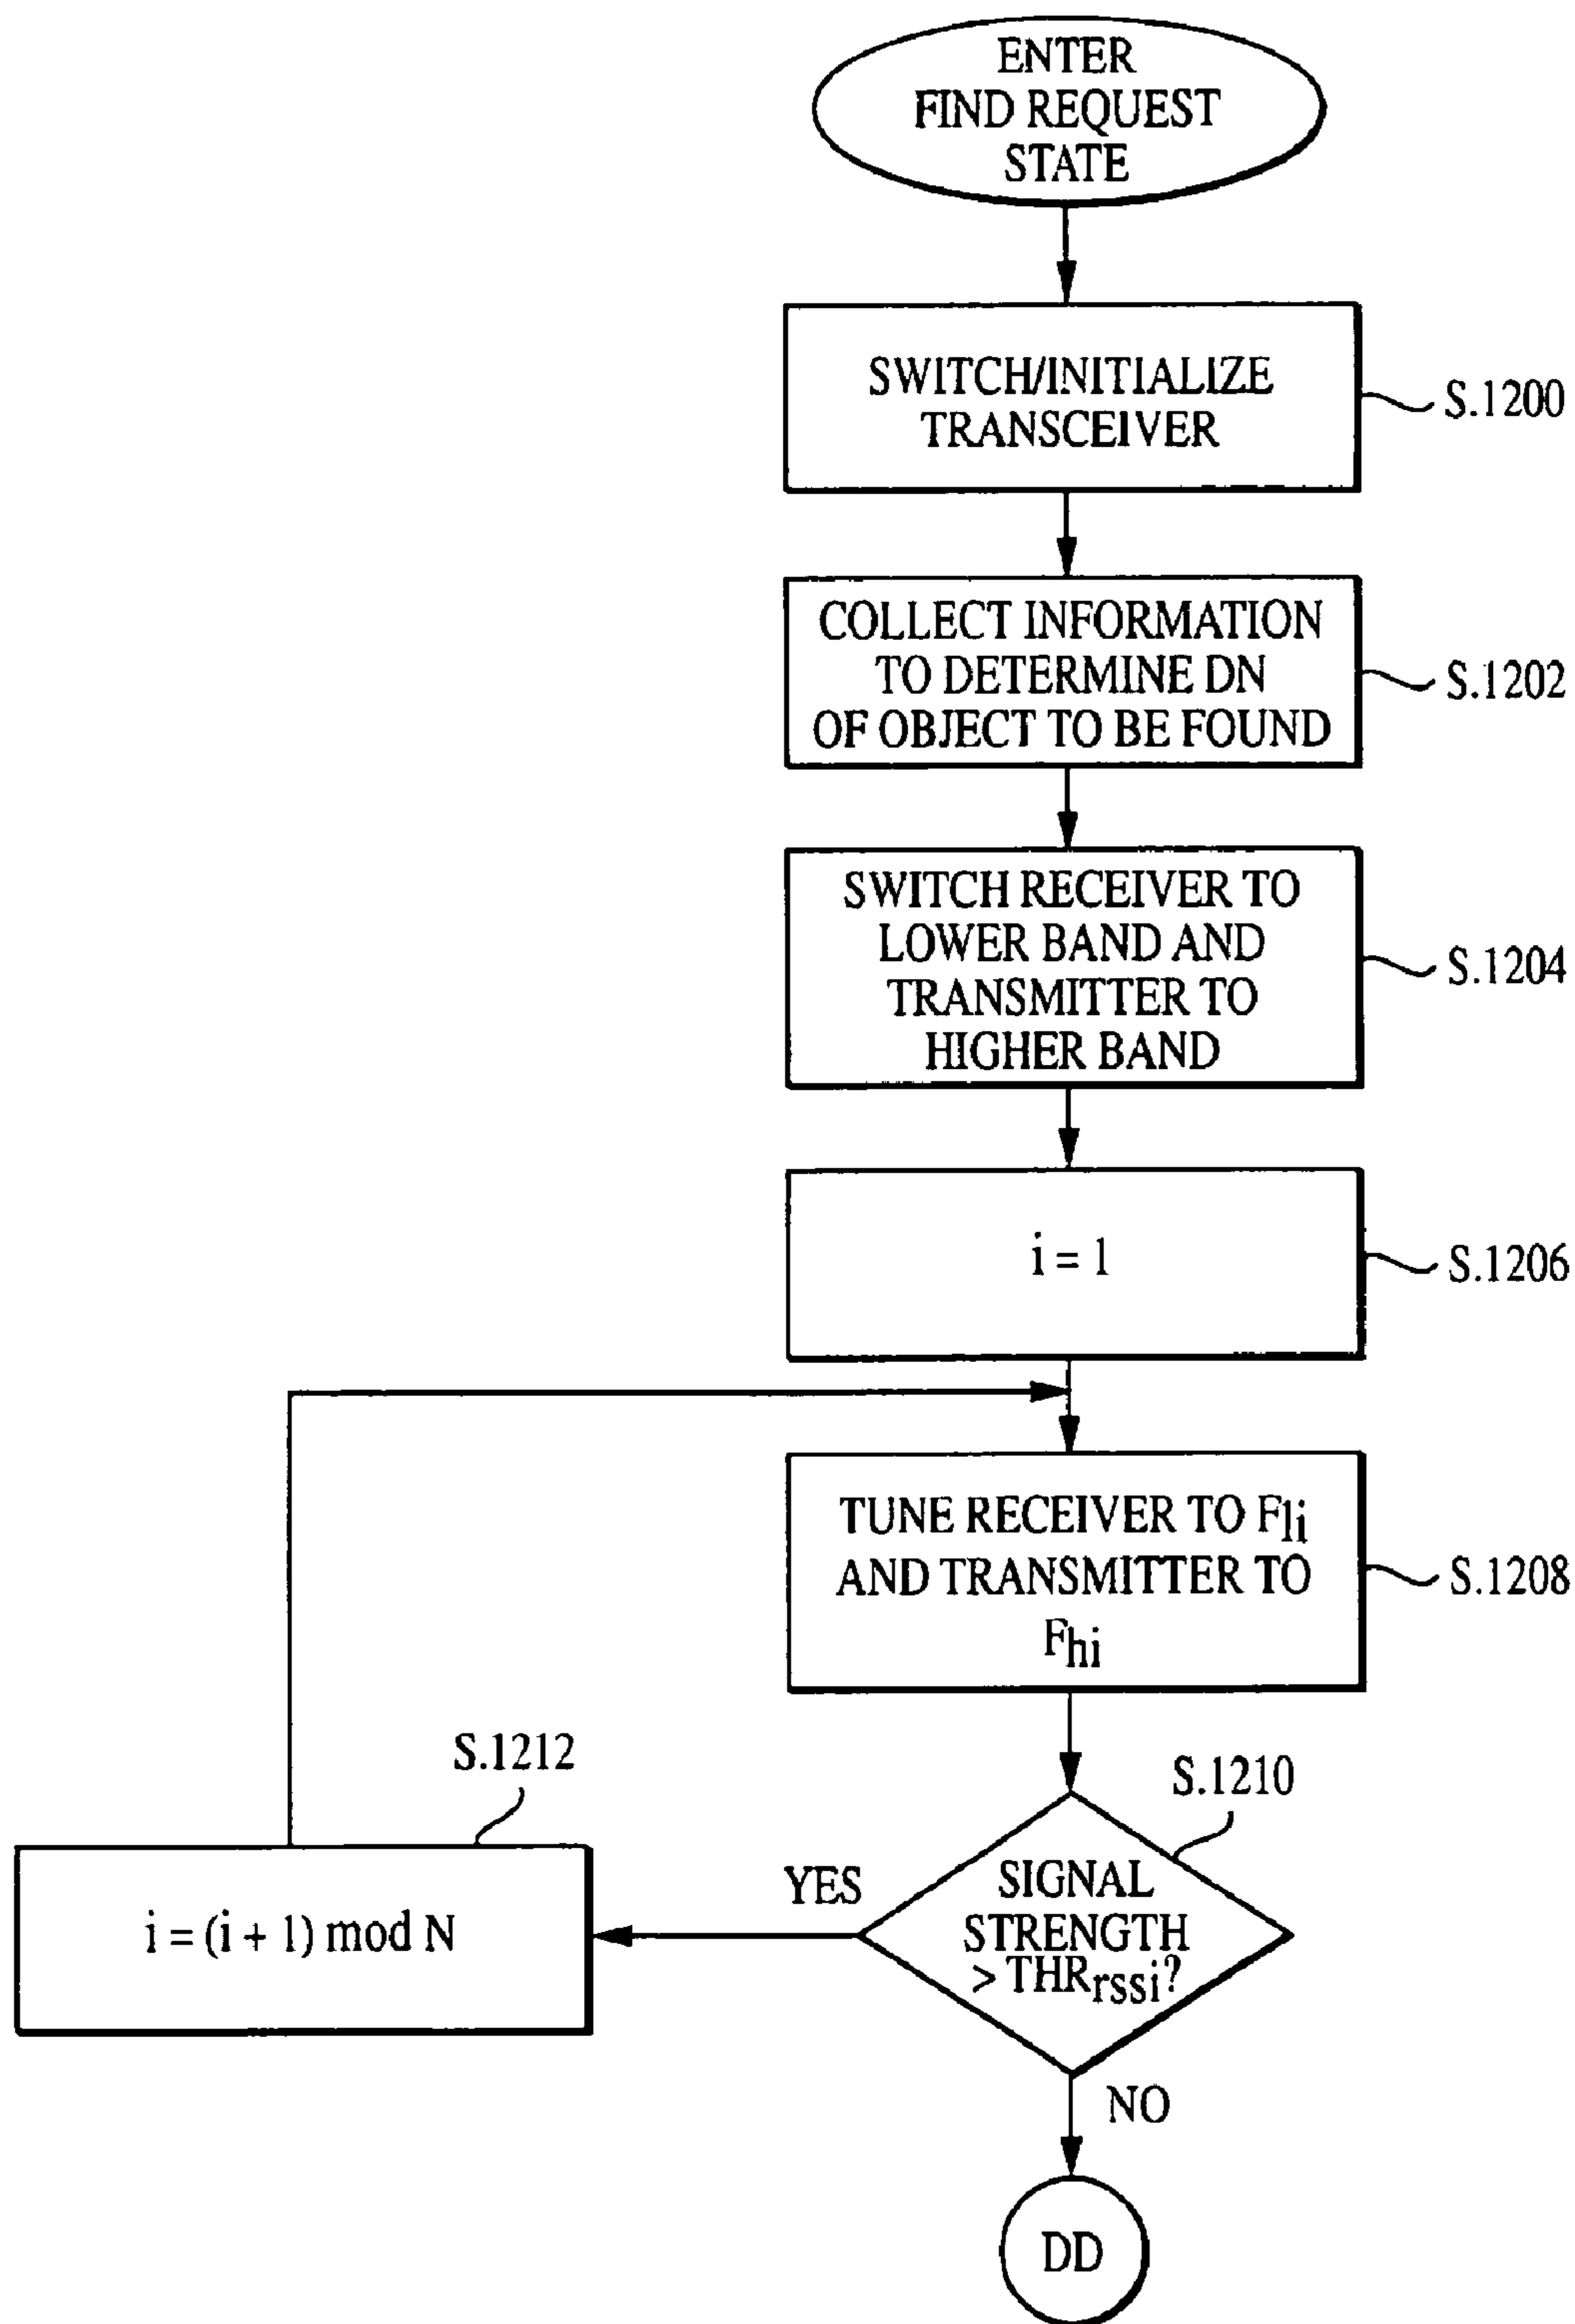 ENTER
FIND REQUEST
STATE
SWITCH/INITIALIZE
TRANSCEIVER
S.1200
COLLECT INFORMATION
TO DETERMINE DN
OF OBJECT TO BE FOUND
S.1202
SWITCH RECEIVER TO
LOWER BAND AND
TRANSMITTER TO
HIGHER BAND
S.1204
i = 1
S.1206
TUNE RECEIVER TO Fli
AND TRANSMITTER TO
Fhi
S.1208
S.1212
i = (i + 1) mod N
YES
S.1210
SIGNAL
STRENGTH
> THRrssi?
NO
DD